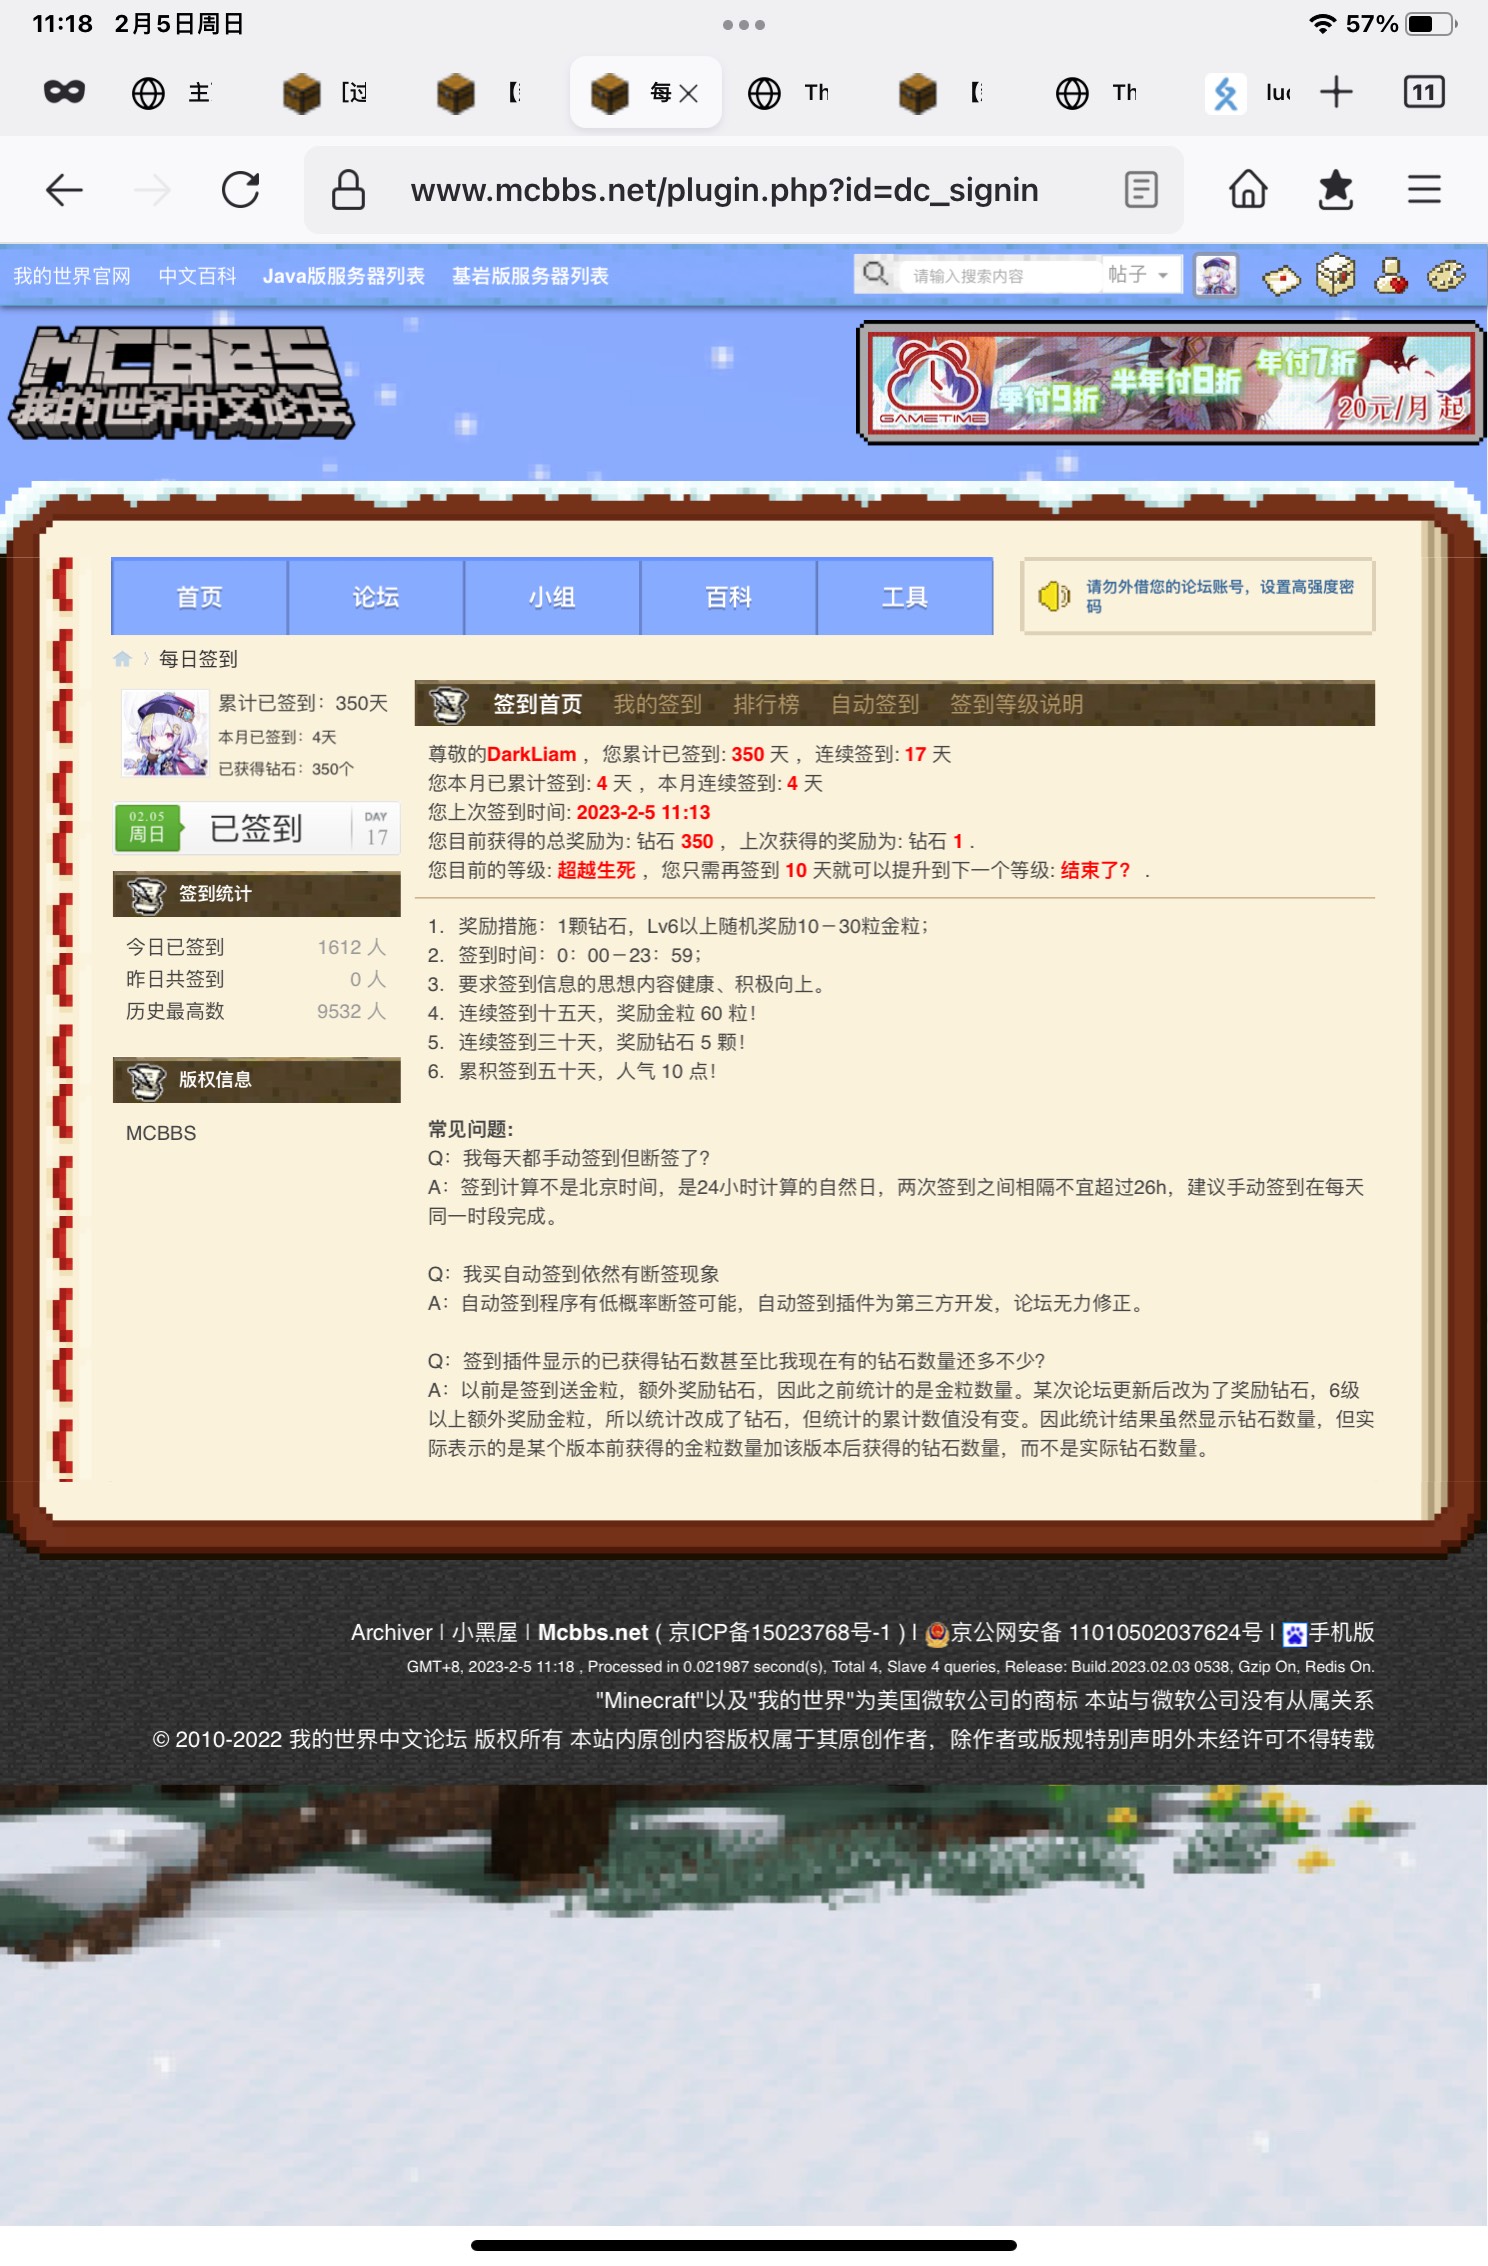 11:18 2月5日周日
57%
主
[过
【
每
Th
【
Th
luc
11
www.mcbbs.net/plugin.php?id=dc_signin
我的世界官网 中文百科 Java版服务器列表 基岩版服务器列表
请输入搜索内容 帖子
MCBBS
我的世界中文论坛
GAMETIME
季付9折 半年付8折 年付7折
20元/月 起
首页 论坛 小组 百科 工具
请勿外借您的论坛账号，设置高强度密
码
每日签到
累计已签到：350天
本月已签到：4天
已获得钻石：350个
02.05
周日
已签到
DAY
17
签到统计
今日已签到 1612 人
昨日共签到 0 人
历史最高数 9532 人
版权信息
MCBBS
签到首页 我的签到 排行榜 自动签到 签到等级说明
尊敬的DarkLiam ，您累计已签到: 350 天 ，连续签到: 17 天
您本月已累计签到: 4 天 ，本月连续签到: 4 天
您上次签到时间: 2023-2-5 11:13
您目前获得的总奖励为: 钻石 350 ，上次获得的奖励为: 钻石 1 .
您目前的等级: 超越生死 ，您只需再签到 10 天就可以提升到下一个等级: 结束了？ .
1. 奖励措施：1颗钻石，Lv6以上随机奖励10－30粒金粒；
2. 签到时间：0：00－23：59；
3. 要求签到信息的思想内容健康、积极向上。
4. 连续签到十五天，奖励金粒 60 粒！
5. 连续签到三十天，奖励钻石 5 颗！
6. 累积签到五十天，人气 10 点！
常见问题:
Q：我每天都手动签到但断签了？
A：签到计算不是北京时间，是24小时计算的自然日，两次签到之间相隔不宜超过26h，建议手动签到在每天
同一时段完成。
Q：我买自动签到依然有断签现象
A：自动签到程序有低概率断签可能，自动签到插件为第三方开发，论坛无力修正。
Q：签到插件显示的已获得钻石数甚至比我现在有的钻石数量还多不少？
A：以前是签到送金粒，额外奖励钻石，因此之前统计的是金粒数量。某次论坛更新后改为了奖励钻石，6级
以上额外奖励金粒，所以统计改成了钻石，但统计的累计数值没有变。因此统计结果虽然显示钻石数量，但实
际表示的是某个版本前获得的金粒数量加该版本后获得的钻石数量，而不是实际钻石数量。
Archiver | 小黑屋 | Mcbbs.net ( 京ICP备15023768号-1 ) | 京公网安备 11010502037624号 | 手机版
GMT+8, 2023-2-5 11:18 , Processed in 0.021987 second(s), Total 4, Slave 4 queries, Release: Build.2023.02.03 0538, Gzip On, Redis On.
"Minecraft"以及"我的世界"为美国微软公司的商标 本站与微软公司没有从属关系
© 2010-2022 我的世界中文论坛 版权所有 本站内原创内容版权属于其原创作者，除作者或版规特别声明外未经许可不得转载